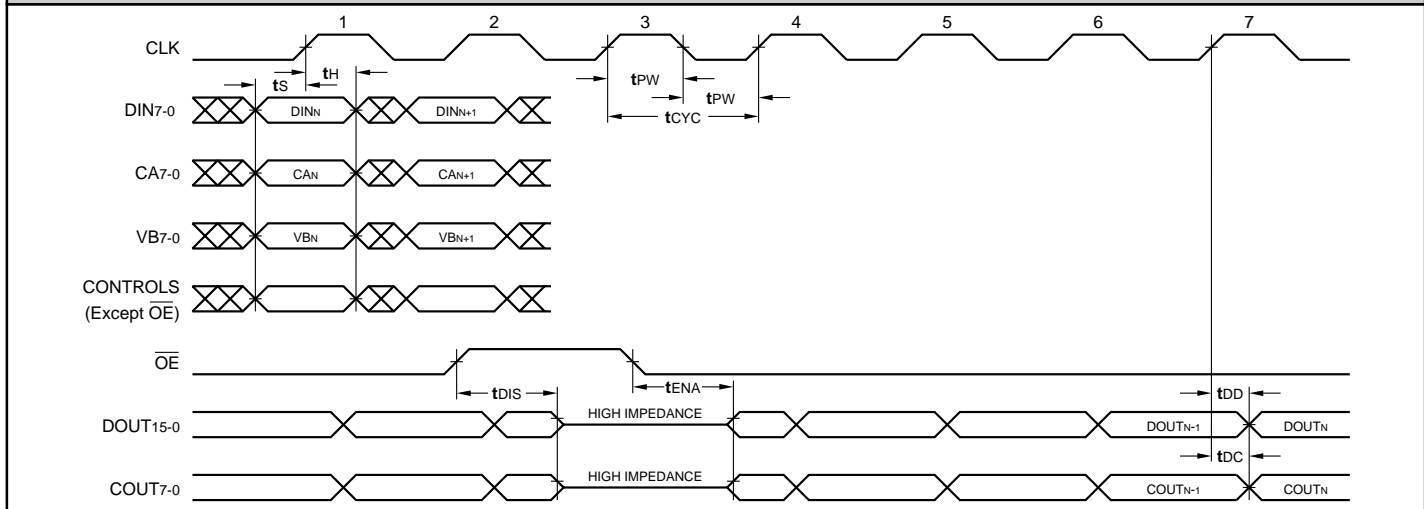 1 2 3 4 5 6 7
CLK
tS tH
tPW
tPW
tCYC
DIN7-0 DINN DINN+1
CA7-0 CAN CAN+1
VB7-0 VBN VBN+1
CONTROLS
(Except OE)
OE
tDIS tENA tDD
DOUT15-0 HIGH IMPEDANCE DOUTN-1 DOUTN
tDC
COUT7-0 HIGH IMPEDANCE COUTN-1 COUTN